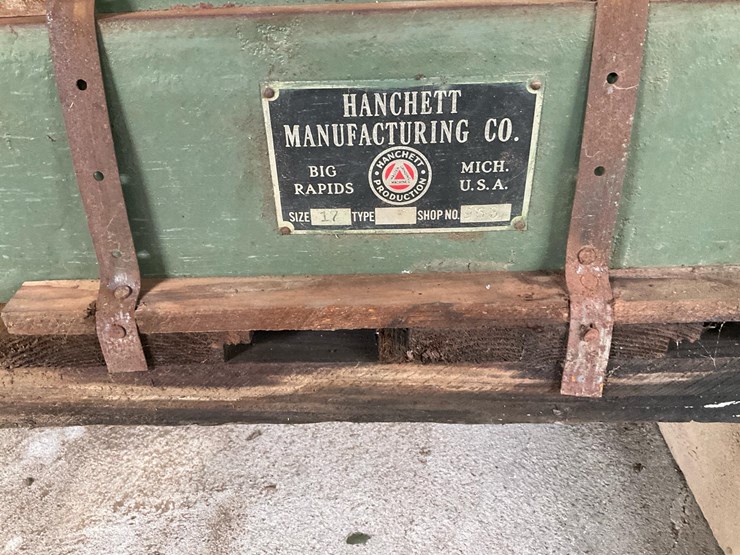 HANCHETT
MANUFACTURING CO.
BIG
RAPIDS
HANCHETT
PRODUCTION
MICH.
U.S.A.
SIZE 17 TYPE SHOP NO.